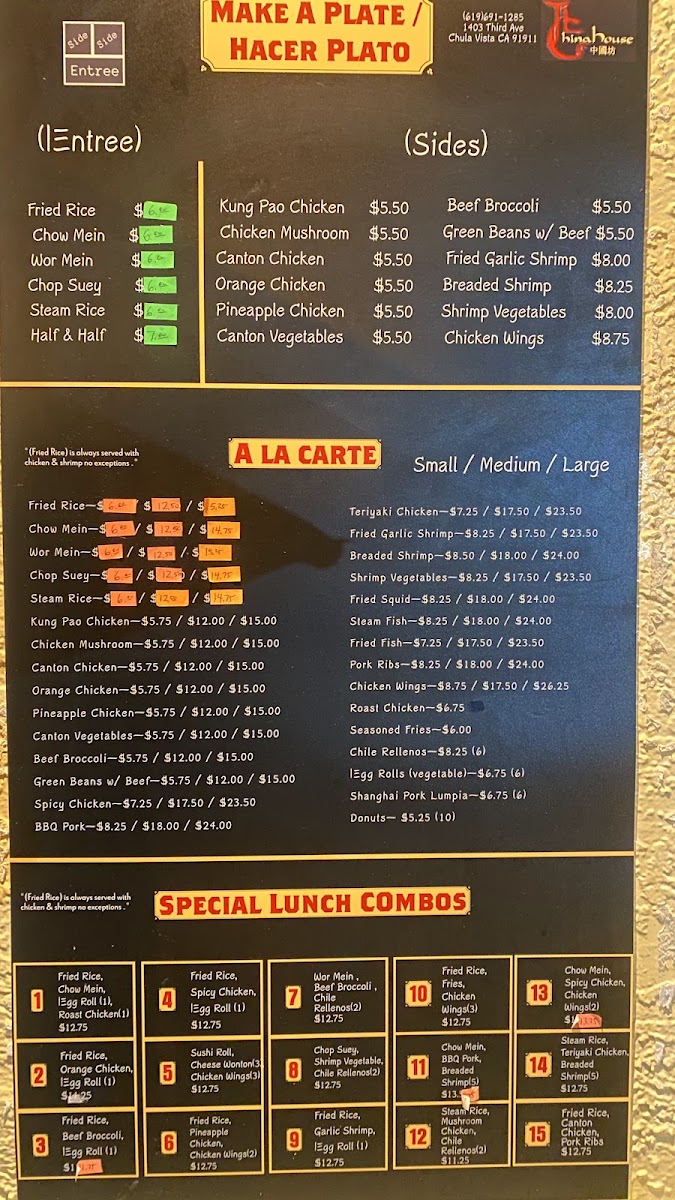 Side Side
Entree
MAKE A PLATE /
HACER PLATO
(619)691-1285
1403 Third Ave
Chula Vista CA 91911
China House
中國坊
(Entree)
Fried Rice $6.50
Chow Mein $6.50
Wor Mein $6.50
Chop Suey $6.50
Steam Rice $6.50
Half & Half $7.50
(Sides)
Kung Pao Chicken $5.50
Chicken Mushroom $5.50
Canton Chicken $5.50
Orange Chicken $5.50
Pineapple Chicken $5.50
Canton Vegetables $5.50
Beef Broccoli $5.50
Green Beans w/ Beef $5.50
Fried Garlic Shrimp $8.00
Breaded Shrimp $8.25
Shrimp Vegetables $8.00
Chicken Wings $8.75
"(Fried Rice) is always served with
chicken & shrimp no exceptions."
A LA CARTE
Small / Medium / Large
Fried Rice—$6.50 / $12.50 / $15.25
Chow Mein—$6.50 / $12.50 / $14.75
Wor Mein—$6.50 / $12.50 / $
Chop Suey—$6.50 / $12.50 / $14.75
Steam Rice—$6.50 / $12.00 / $14.75
Kung Pao Chicken—$5.75 / $12.00 / $15.00
Chicken Mushroom—$5.75 / $12.00 / $15.00
Canton Chicken—$5.75 / $12.00 / $15.00
Orange Chicken—$5.75 / $12.00 / $15.00
Pineapple Chicken—$5.75 / $12.00 / $15.00
Canton Vegetables—$5.75 / $12.00 / $15.00
Beef Broccoli—$5.75 / $12.00 / $15.00
Green Beans w/ Beef—$5.75 / $12.00 / $15.00
Spicy Chicken—$7.25 / $17.50 / $23.50
BBQ Pork—$8.25 / $18.00 / $24.00
Teriyaki Chicken—$7.25 / $17.50 / $23.50
Fried Garlic Shrimp—$8.25 / $17.50 / $23.50
Breaded Shrimp—$8.50 / $18.00 / $24.00
Shrimp Vegetables—$8.25 / $17.50 / $23.50
Fried Squid—$8.25 / $18.00 / $24.00
Steam Fish—$8.25 / $18.00 / $24.00
Fried Fish—$7.25 / $17.50 / $23.50
Pork Ribs—$8.25 / $18.00 / $24.00
Chicken Wings—$8.75 / $17.50 / $26.25
Roast Chicken—$6.75
Seasoned Fries—$6.00
Chile Rellenos—$8.25 (6)
Egg Rolls (vegetable)—$6.75 (6)
Shanghai Pork Lumpia—$6.75 (6)
Donuts— $5.25 (10)
"(Fried Rice) is always served with
chicken & shrimp no exceptions."
SPECIAL LUNCH COMBOS
1
Fried Rice,
Chow Mein,
Egg Roll (1),
Roast Chicken(1)
$12.75
2
Fried Rice,
Orange Chicken,
Egg Roll (1)
$11.25
3
Fried Rice,
Beef Broccoli,
Egg Roll (1)
$11.75
4
Fried Rice,
Spicy Chicken,
Egg Roll (1)
$12.75
5
Sushi Roll,
Cheese Wonton(3)
Chicken Wings(3)
$12.75
6
Fried Rice,
Pineapple
Chicken,
Chicken Wings(2)
$12.75
7
Wor Mein ,
Beef Broccoli ,
Chile
Rellenos(2)
$12.75
8
Chop Suey,
Shrimp Vegetable,
Chile Rellenos(2)
$12.75
9
Fried Rice,
Garlic Shrimp,
Egg Roll (1)
$12.75
10
Fried Rice,
Fries,
Chicken
Wings(3)
$12.75
11
Chow Mein,
BBQ Pork,
Breaded
Shrimp(5)
$13.
12
Steam Rice,
Mushroom
Chicken,
Chile
Rellenos(2)
$11.25
13
Chow Mein,
Spicy Chicken,
Chicken
Wings(2)
$13.75
14
Steam Rice,
Teriyaki Chicken,
Breaded
Shrimp(5)
$12.75
15
Fried Rice,
Canton
Chicken,
Pork Ribs
$12.75